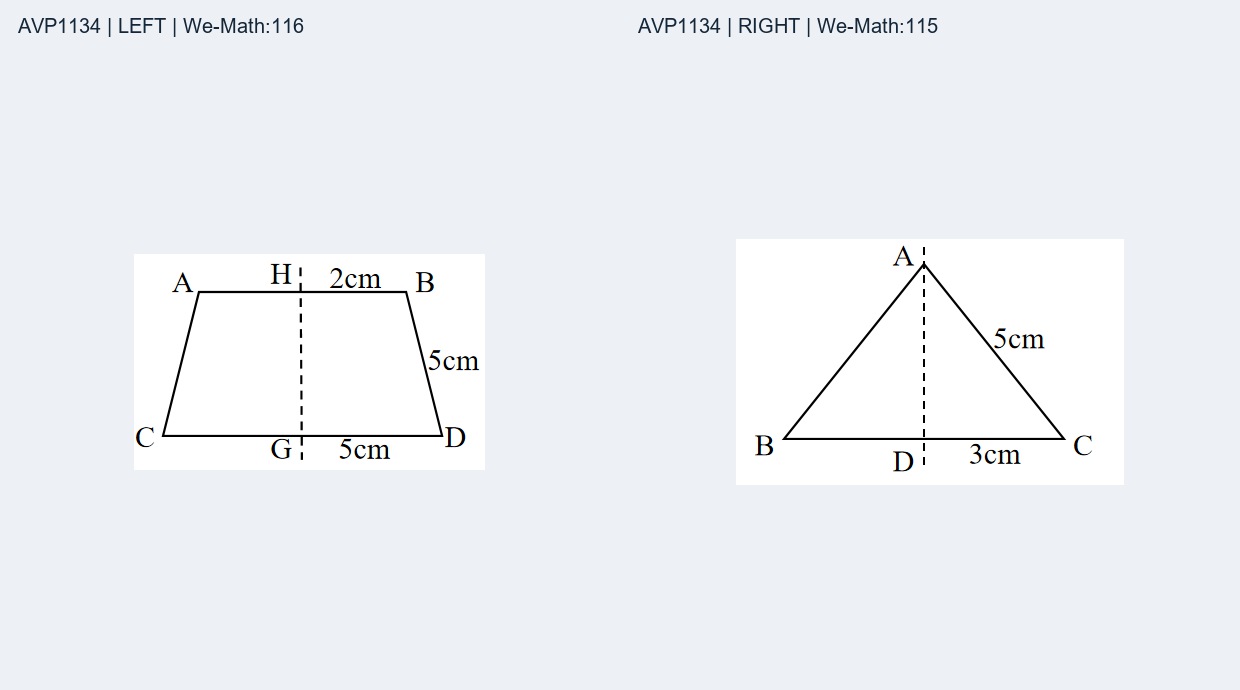 AVP1134 | LEFT | We-Math:116
AVP1134 | RIGHT | We-Math:115
A H 2cm B
5cm
C G 5cm D
A
5cm
B D 3cm C